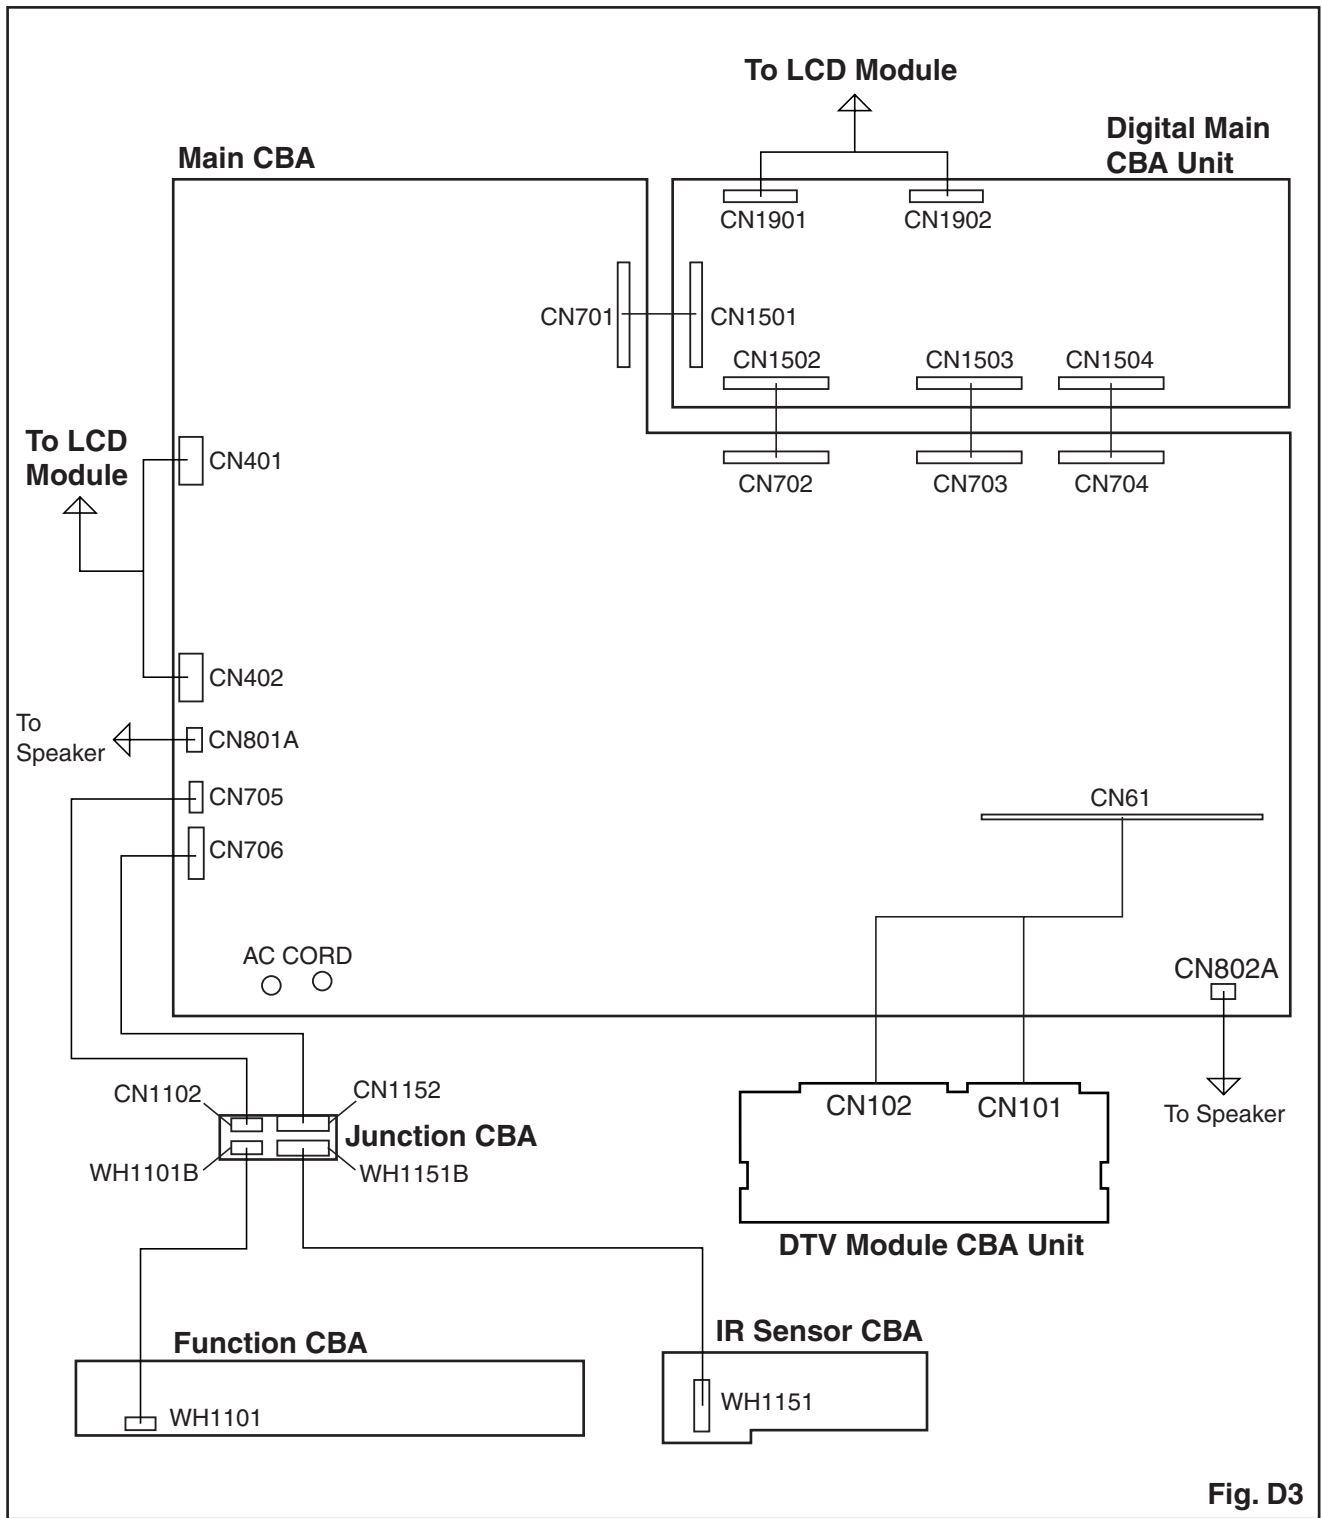 To LCD Module
Digital Main
CBA Unit
Main CBA
CN1901
CN1902
CN701
CN1501
CN1502
CN1503
CN1504
To LCD
Module
CN401
CN702
CN703
CN704
CN402
To
Speaker
CN801A
CN705
CN61
CN706
AC CORD
CN802A
CN1102
CN1152
CN102
CN101
To Speaker
Junction CBA
WH1101B
WH1151B
DTV Module CBA Unit
Function CBA
IR Sensor CBA
WH1101
WH1151
Fig. D3